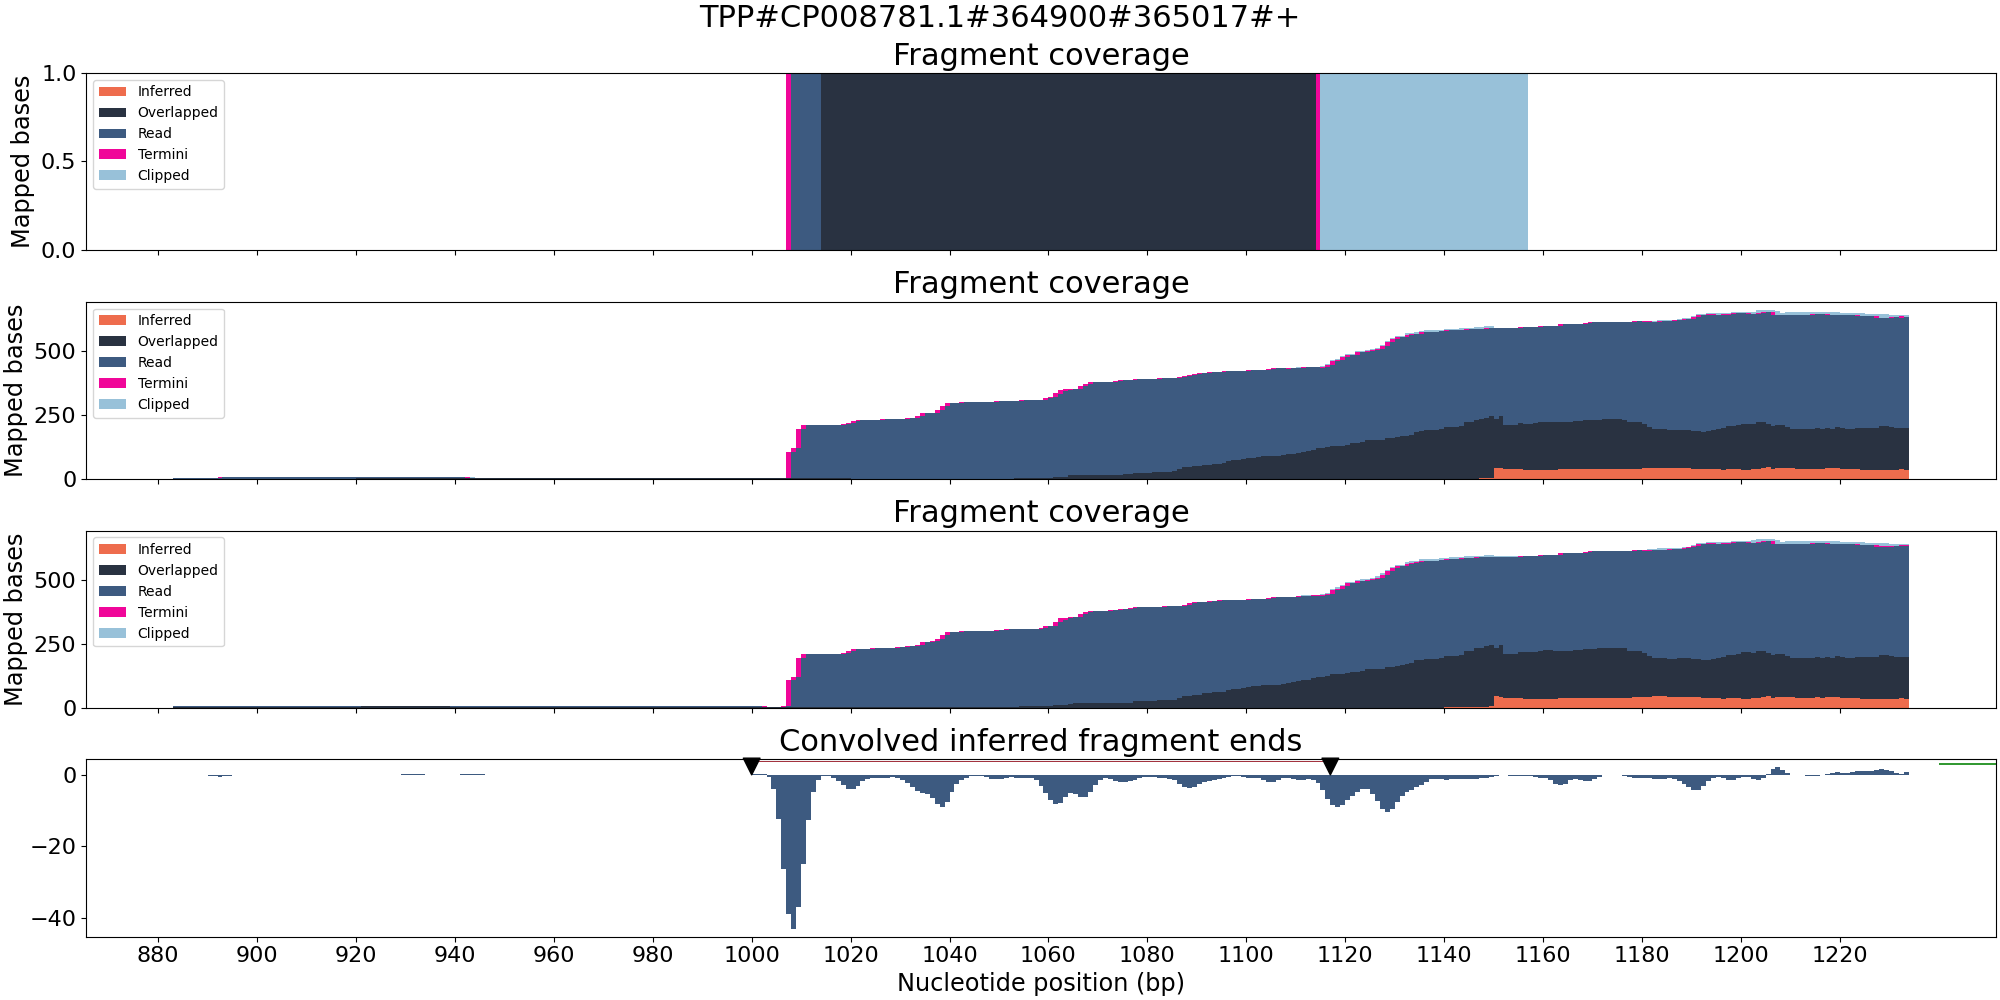 TPP#CP008781.1#364900#365017#+
Fragment coverage
Mapped bases
1.0
0.5
0.0
Inferred
Overlapped
Read
Termini
Clipped
Fragment coverage
Mapped bases
500
250
0
Inferred
Overlapped
Read
Termini
Clipped
Fragment coverage
Mapped bases
500
250
0
Inferred
Overlapped
Read
Termini
Clipped
Convolved inferred fragment ends
0
−20
−40
880 900 920 940 960 980 1000 1020 1040 1060 1080 1100 1120 1140 1160 1180 1200 1220
Nucleotide position (bp)